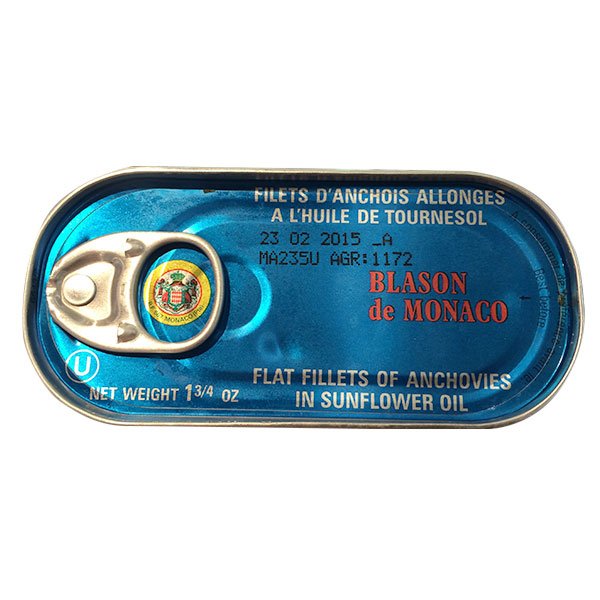 FILETS D'ANCHOIS ALLONGES
A L'HUILE DE TOURNESOL
23 02 2015 _A
MA235U AGR:1172
BLASON
de MONACO
U
NET WEIGHT 1 3/4 OZ
FLAT FILLETS OF ANCHOVIES
IN SUNFLOWER OIL